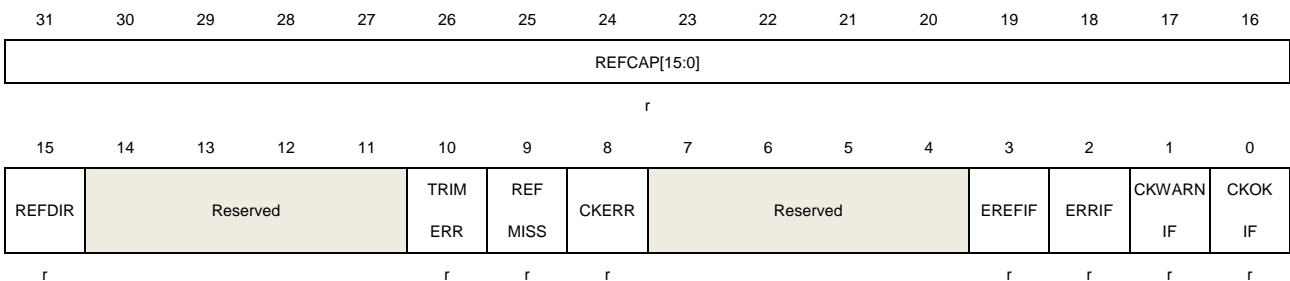 31 30 29 28 27 26 25 24 23 22 21 20 19 18 17 16
REFCAP[15:0]
r
15 14 13 12 11 10 9 8 7 6 5 4 3 2 1 0
REFDIR Reserved TRIM ERR REF MISS CKERR Reserved EREFIF ERRIF CKWARN IF CKOK IF
r r r r r r r r